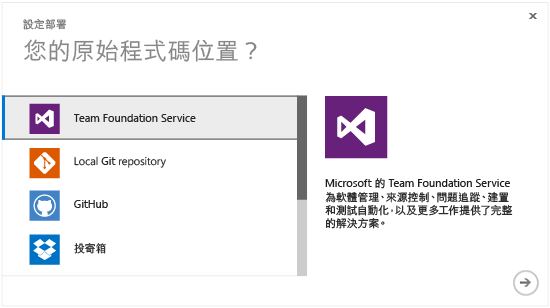 設定部署
您的原始程式碼位置？
Team Foundation Service
Local Git repository
GitHub
投寄箱
Microsoft 的 Team Foundation Service
為軟體管理、來源控制、問題追蹤、建置
和測試自動化，以及更多工作提供了完整
的解決方案。